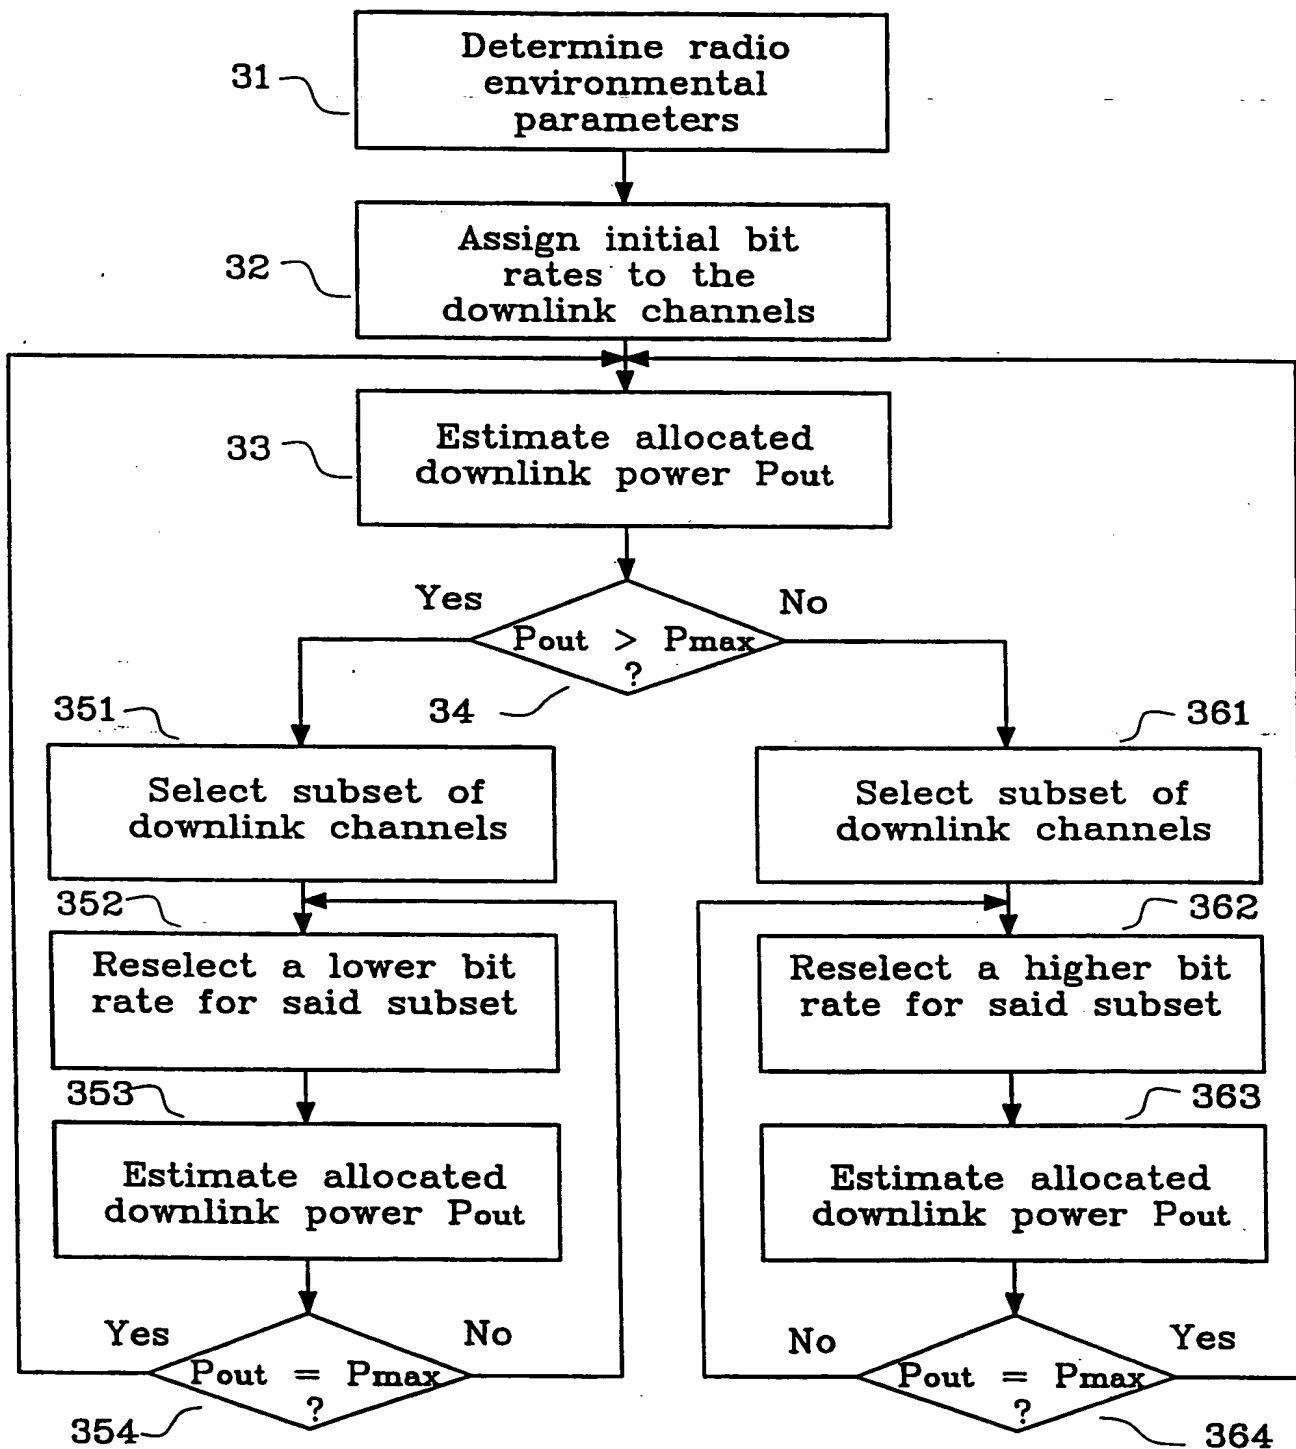 Determine radio
environmental
parameters
31
Assign initial bit
rates to the
downlink channels
32
Estimate allocated
downlink power Pout
33
Yes
No
Pout > Pmax
?
34
351
361
Select subset of
downlink channels
Select subset of
downlink channels
352
362
Reselect a lower bit
rate for said subset
Reselect a higher bit
rate for said subset
353
363
Estimate allocated
downlink power Pout
Estimate allocated
downlink power Pout
Yes
No
No
Yes
Pout = Pmax
?
Pout = Pmax
?
354
364